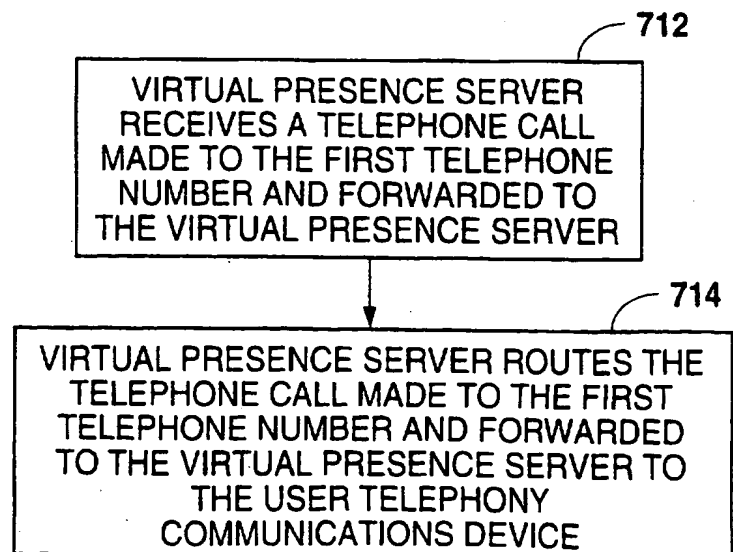 712
VIRTUAL PRESENCE SERVER
RECEIVES A TELEPHONE CALL
MADE TO THE FIRST TELEPHONE
NUMBER AND FORWARDED TO
THE VIRTUAL PRESENCE SERVER
714
VIRTUAL PRESENCE SERVER ROUTES THE
TELEPHONE CALL MADE TO THE FIRST
TELEPHONE NUMBER AND FORWARDED
TO THE VIRTUAL PRESENCE SERVER TO
THE USER TELEPHONY
COMMUNICATIONS DEVICE